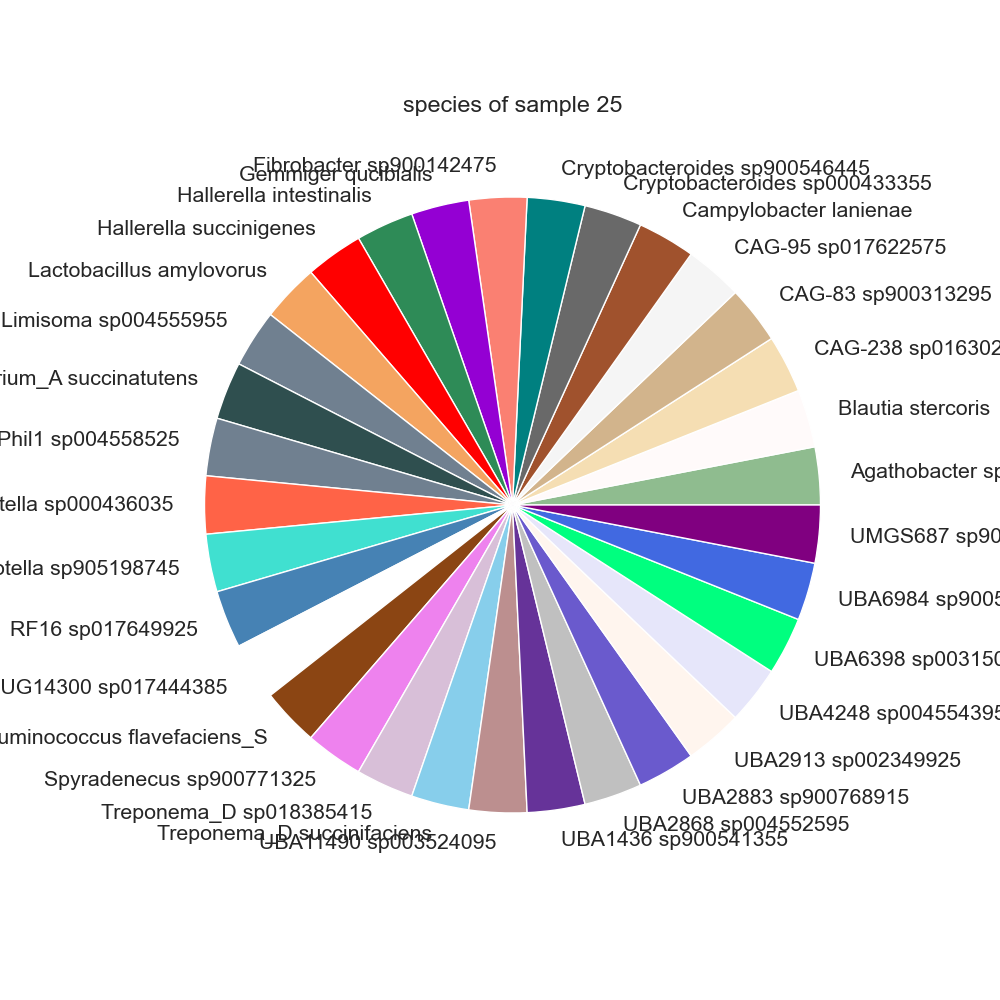 species of sample 25
Fibrobacter sp900142475
Cryptobacteroides sp900546445
Gemmiger qucibialis
Cryptobacteroides sp000433355
Hallerella intestinalis
Campylobacter lanienae
Hallerella succinigenes
CAG-95 sp017622575
Lactobacillus amylovorus
CAG-83 sp900313295
Limisoma sp004555955
CAG-238 sp016302
rium_A succinatutens
Blautia stercoris
Phil1 sp004558525
Agathobacter sp
tella sp000436035
UMGS687 sp90
otella sp905198745
UBA6984 sp9005
RF16 sp017649925
UBA6398 sp003150
UG14300 sp017444385
UBA4248 sp004554395
uminococcus flavefaciens_S
UBA2913 sp002349925
Spyradenecus sp900771325
UBA2883 sp900768915
Treponema_D sp018385415
UBA2868 sp004552595
Treponema_D succinifaciens
UBA11490 sp003524095
UBA1436 sp900541355